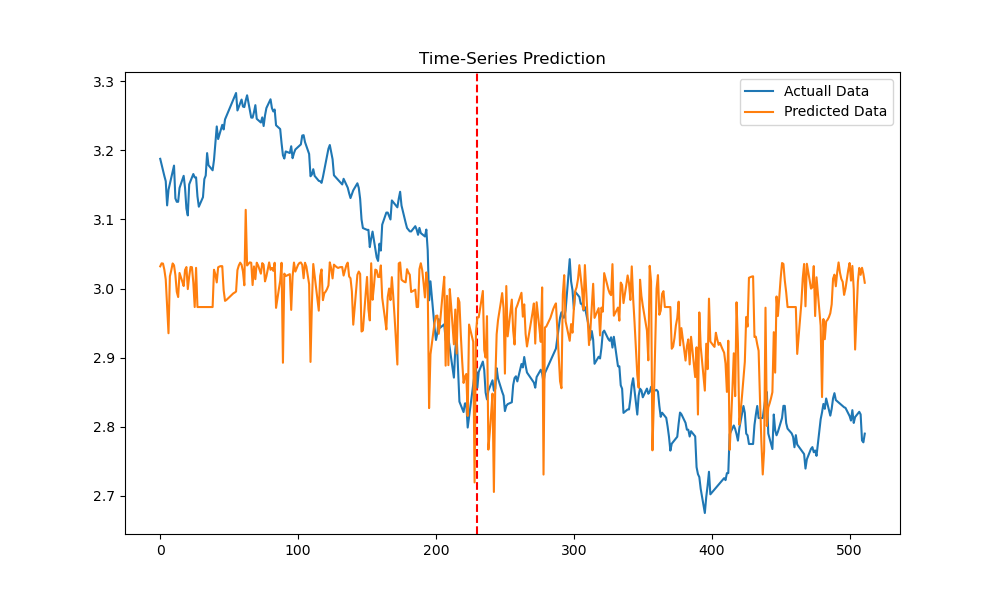 Time-Series Prediction
Actuall Data
Predicted Data
3.3
3.2
3.1
3.0
2.9
2.8
2.7
0 100 200 300 400 500